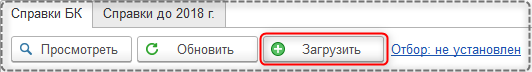 Справки БК Справки до 2018 г.
Просмотреть Обновить Загрузить Отбор: не установлен